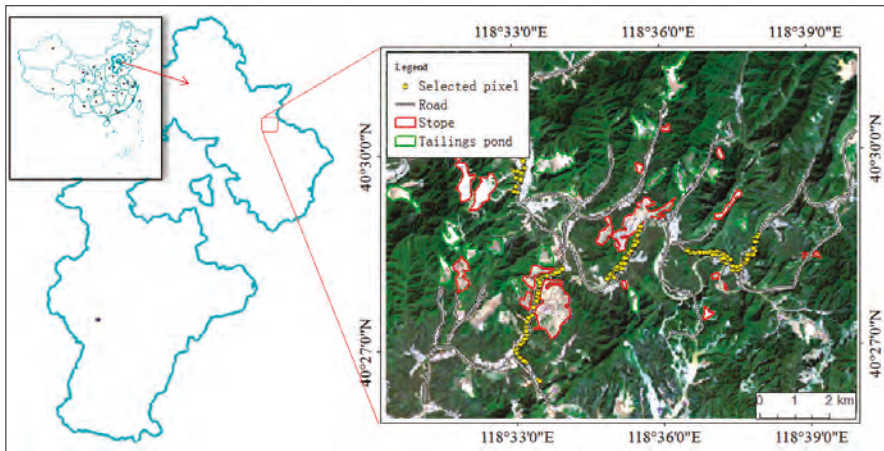 118°33'0"E 118°36'0"E 118°39'0"E
Legend
Selected pixel
Road
Stope
Tailings pond
40°30'0"N
40°27'0"N
40°30'0"N
40°27'0"N
0 1 2 km
118°33'0"E 118°36'0"E 118°39'0"E